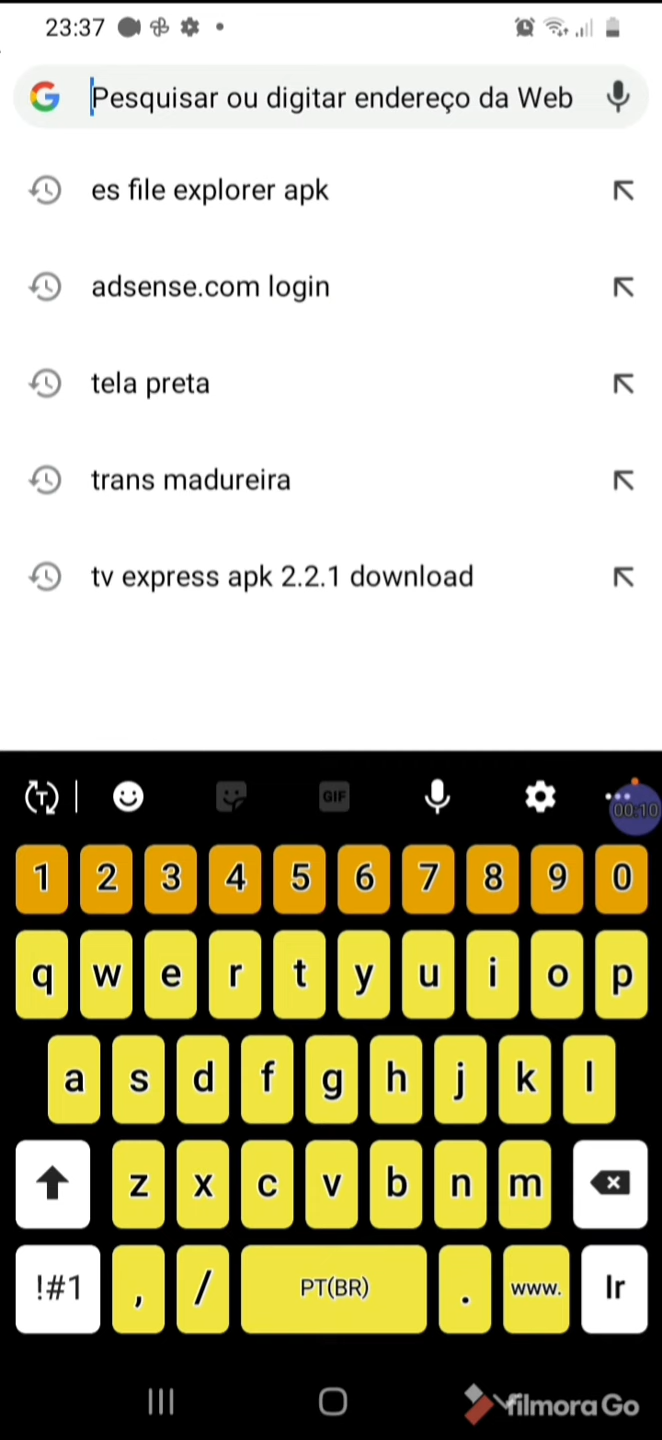 23:37
Pesquisar ou digitar endereço da Web
es file explorer apk
adsense.com login
tela preta
trans madureira
tv express apk 2.2.1 download
T GIF 00:10
1 2 3 4 5 6 7 8 9 0
q w e r t y u i o p
a s d f g h j k l
z x c v b n m
!#1 , / PT(BR) . www. Ir
filmora Go